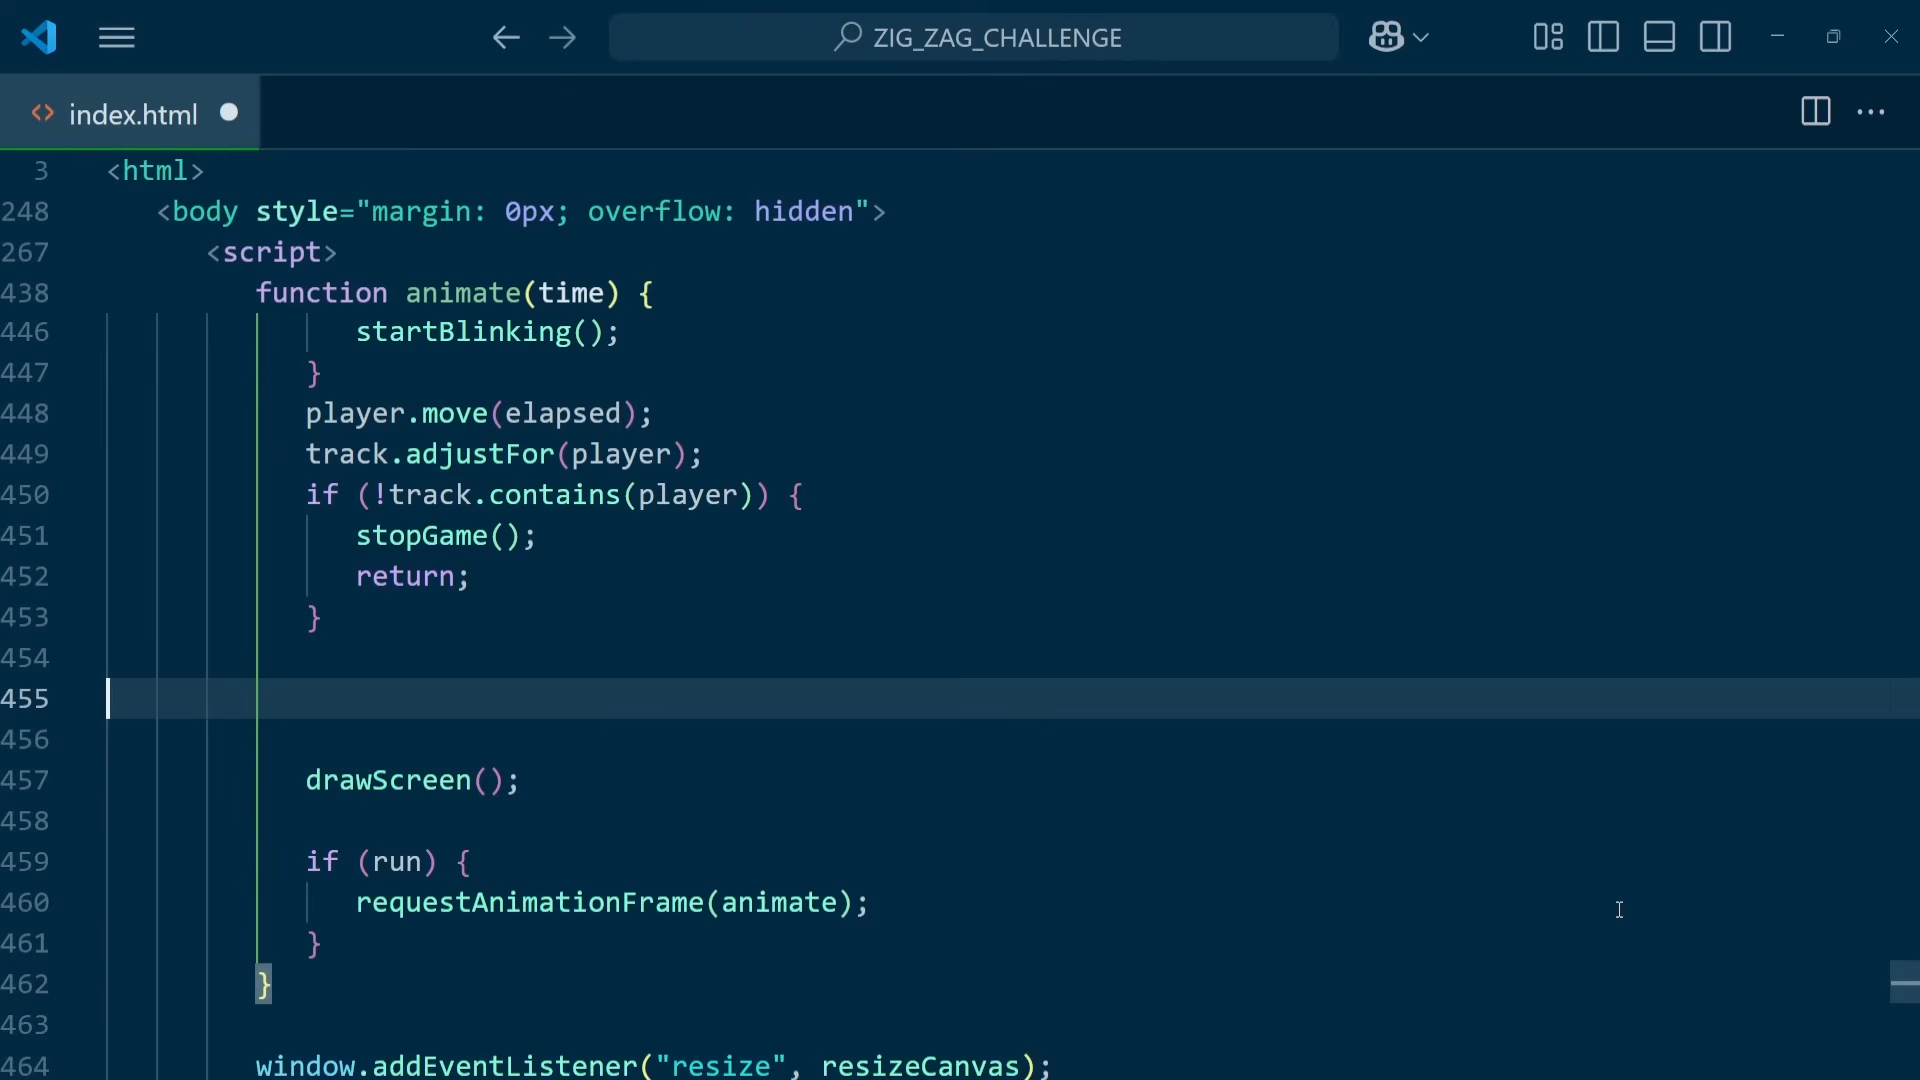 ZIG_ZAG_CHALLENGE
index.html
3 <html>
248 <body style="margin: 0px; overflow: hidden">
267 <script>
438 function animate(time) {
446 startBlinking();
447 }
448 player.move(elapsed);
449 track.adjustFor(player);
450 if (!track.contains(player)) {
451 stopGame();
452 return;
453 }
454
455
456
457 drawScreen();
458
459 if (run) {
460 requestAnimationFrame(animate);
461 }
462 }
463
464 window.addEventListener("resize", resizeCanvas);